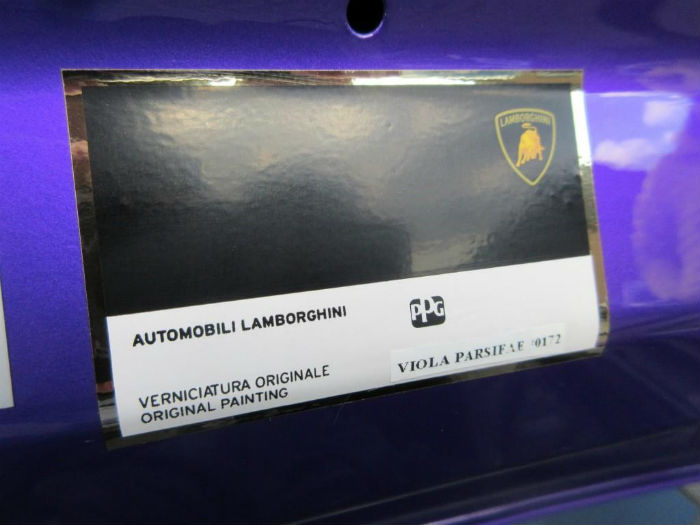 LAMBORGHINI
AUTOMOBILI LAMBORGHINI
PPG
VERNICIATURA ORIGINALE
ORIGINAL PAINTING
VIOLA PARSIFAE 0172